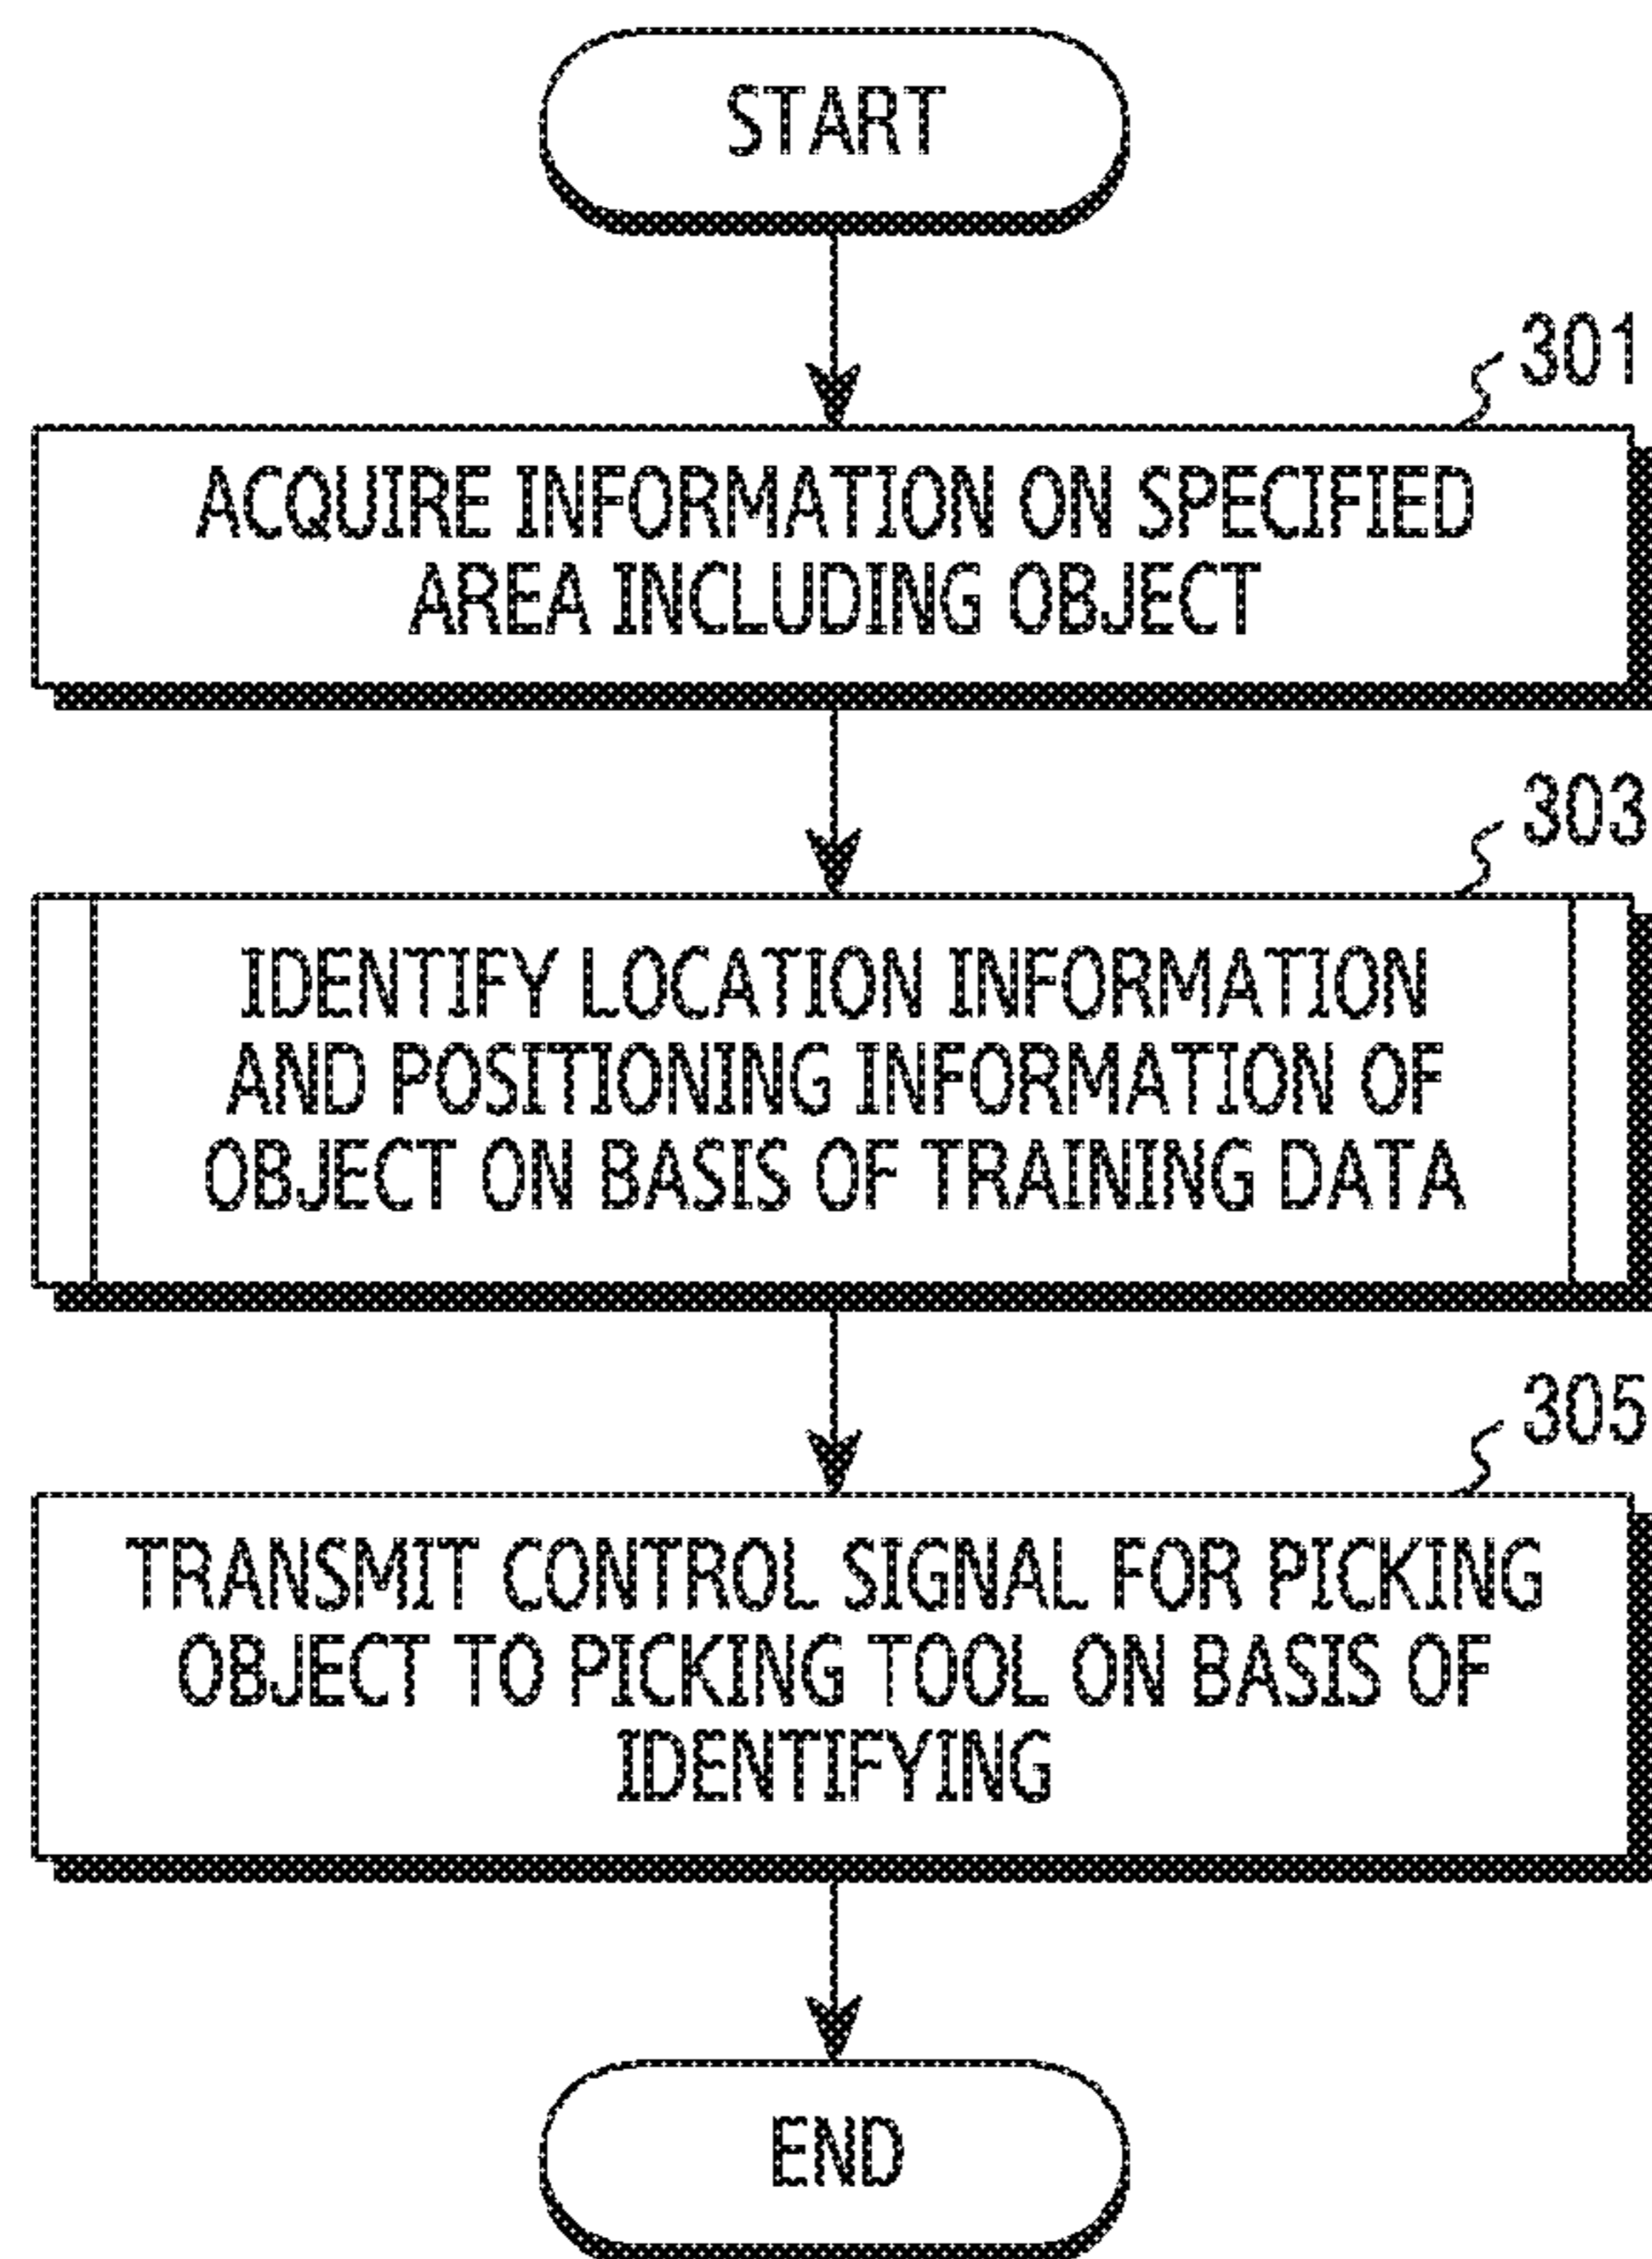 START
301
ACQUIRE INFORMATION ON SPECIFIED
AREA INCLUDING OBJECT
303
IDENTIFY LOCATION INFORMATION
AND POSITIONING INFORMATION OF
OBJECT ON BASIS OF TRAINING DATA
305
TRANSMIT CONTROL SIGNAL FOR PICKING
OBJECT TO PICKING TOOL ON BASIS OF
IDENTIFYING
END